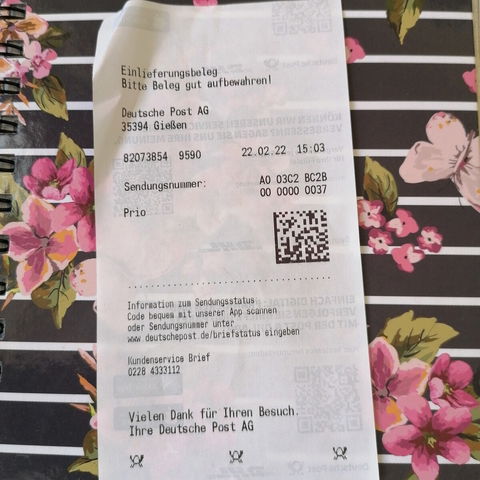 Einlieferungsbeleg
Bitte Beleg gut aufbewahren!
Deutsche Post AG
35394 Gießen
82073854 9590 22.02.22 15:03
Sendungsnummer: A0 03C2 BC2B
00 0000 0037
Prio
Information zum Sendungsstatus
Code bequem mit unserer App scannen
oder Sendungsnummer unter
www.deutschepost.de/briefstatus eingeben
Kundenservice Brief
0228 4333112
Vielen Dank für Ihren Besuch.
Ihre Deutsche Post AG